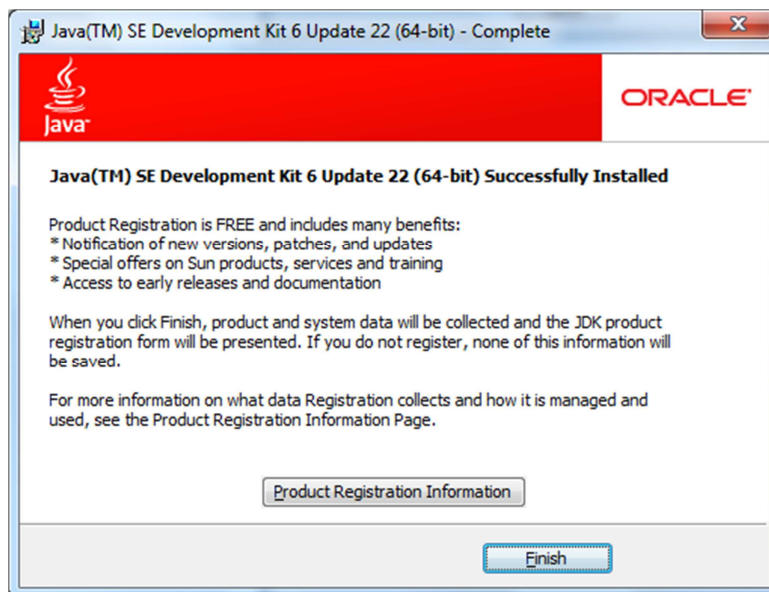 Java(TM) SE Development Kit 6 Update 22 (64-bit) - Complete
Java™
ORACLE®
Java(TM) SE Development Kit 6 Update 22 (64-bit) Successfully Installed
Product Registration is FREE and includes many benefits:
* Notification of new versions, patches, and updates
* Special offers on Sun products, services and training
* Access to early releases and documentation
When you click Finish, product and system data will be collected and the JDK product
registration form will be presented. If you do not register, none of this information will
be saved.
For more information on what data Registration collects and how it is managed and
used, see the Product Registration Information Page.
Product Registration Information
Finish